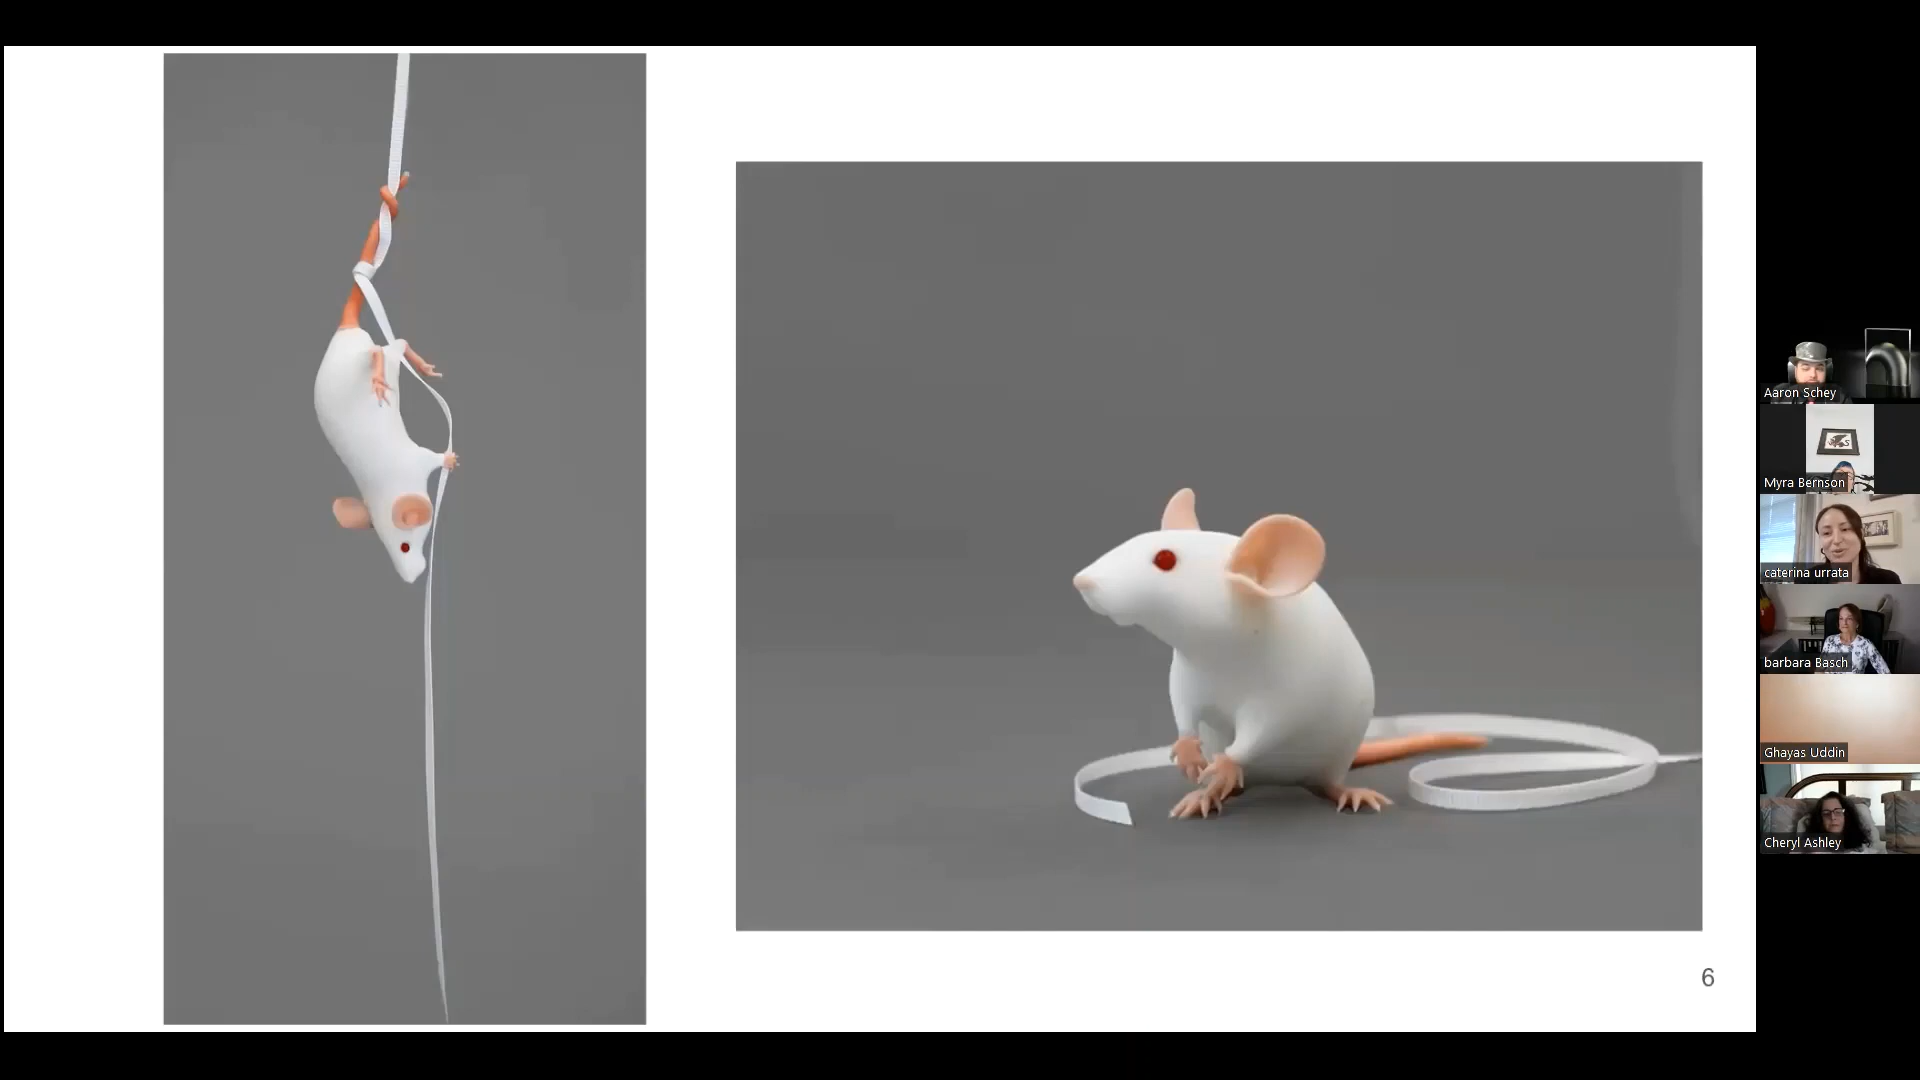 6
Aaron Schey
Myra Bernson
caterina urrata
barbara Basch
Ghayas Uddin
Cheryl Ashley